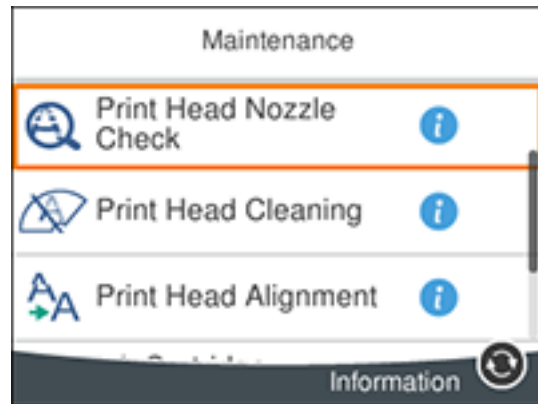 Maintenance
Print Head Nozzle
Check
Print Head Cleaning
Print Head Alignment
Information